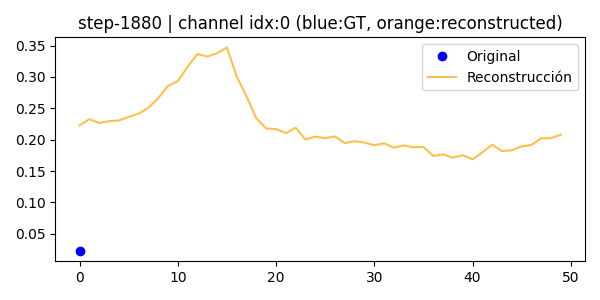 step-1880 | channel idx:0 (blue:GT, orange:reconstructed)
Original
Reconstrucción
0.35
0.30
0.25
0.20
0.15
0.10
0.05
0 10 20 30 40 50